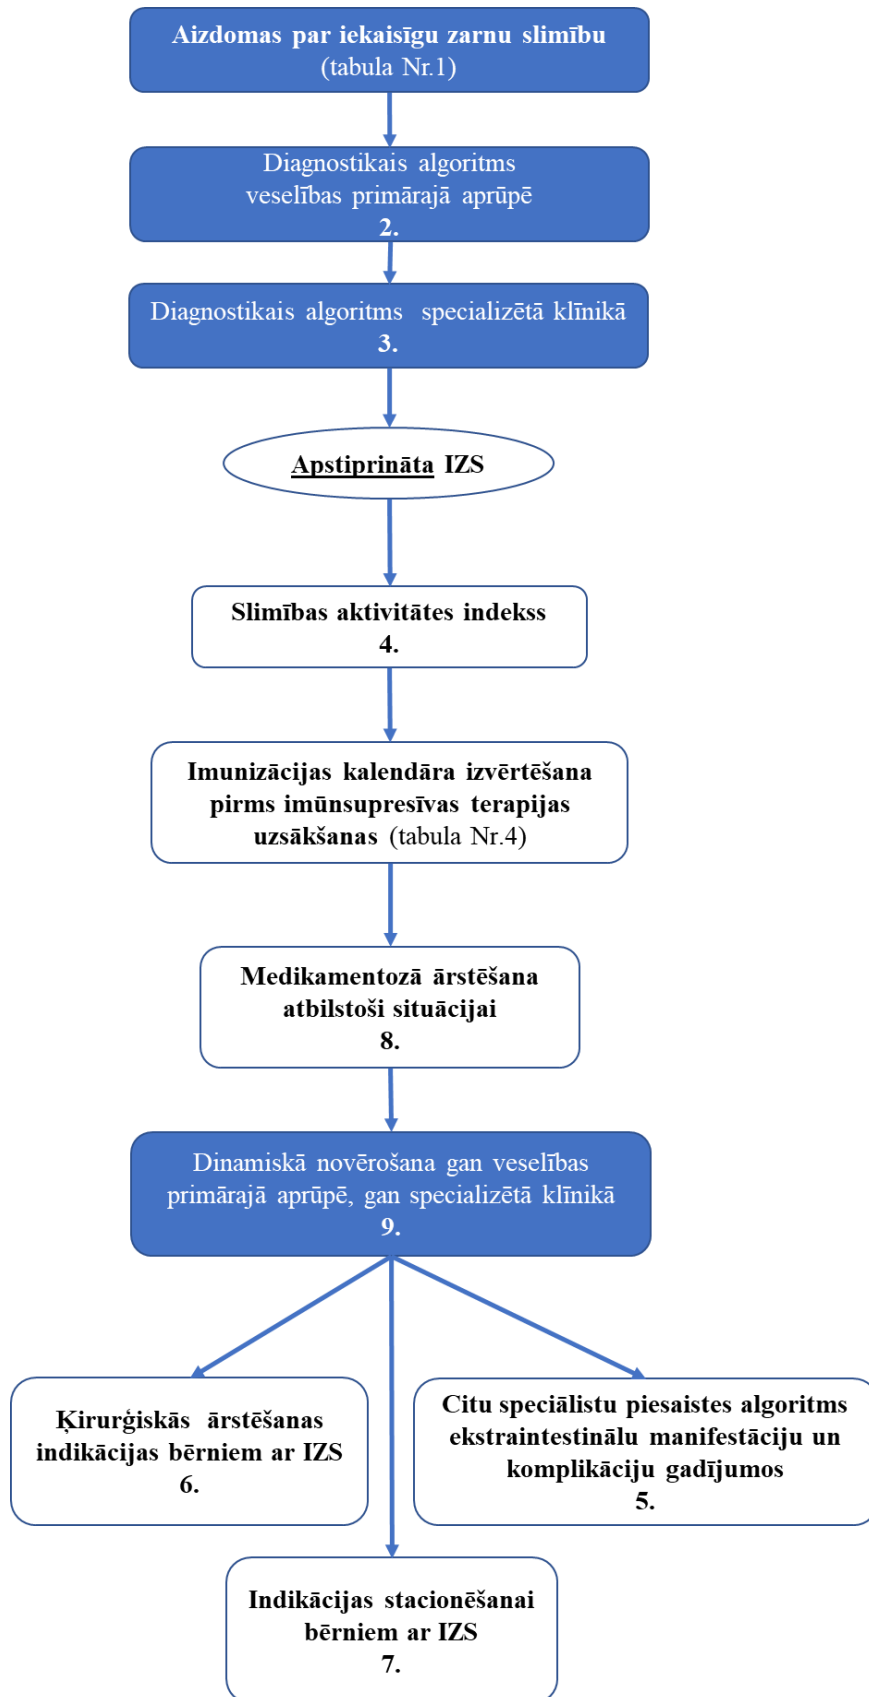 Aizdomas par iekaisīgu zarnu slimību
(tabula Nr.1)
Diagnostikais algoritms
veselības primārajā aprūpē
2.
Diagnostikais algoritms specializētā klīnikā
3.
Apstiprināta IZS
Slimības aktivitātes indekss
4.
Imunizācijas kalendāra izvērtēšana
pirms imūnsupresīvas terapijas
uzsākšanas (tabula Nr.4)
Medikamentozā ārstēšana
atbilstoši situācijai
8.
Dinamiskā novērošana gan veselības
primārajā aprūpē, gan specializētā klīnikā
9.
Ķirurģiskās ārstēšanas
indikācijas bērniem ar IZS
6.
Citu speciālistu piesaistes algoritms
ekstraintestinālu manifestāciju un
komplikāciju gadījumos
5.
Indikācijas stacionēšanai
bērniem ar IZS
7.